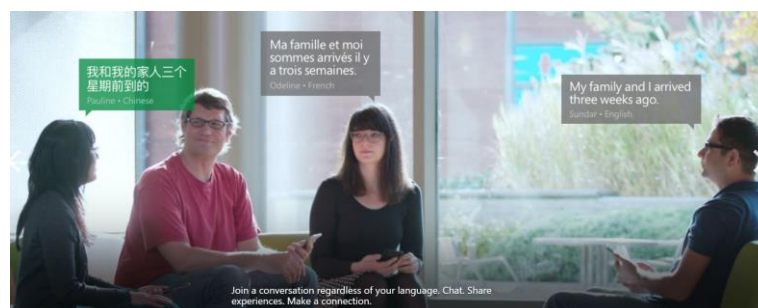 我和我的家人三个
星期前到的
Pauline • Chinese
Ma famille et moi
sommes arrivés il y
a trois semaines.
Odeline • French
My family and I arrived
three weeks ago.
Sundar • English
Join a conversation regardless of your language. Chat. Share
experiences. Make a connection.